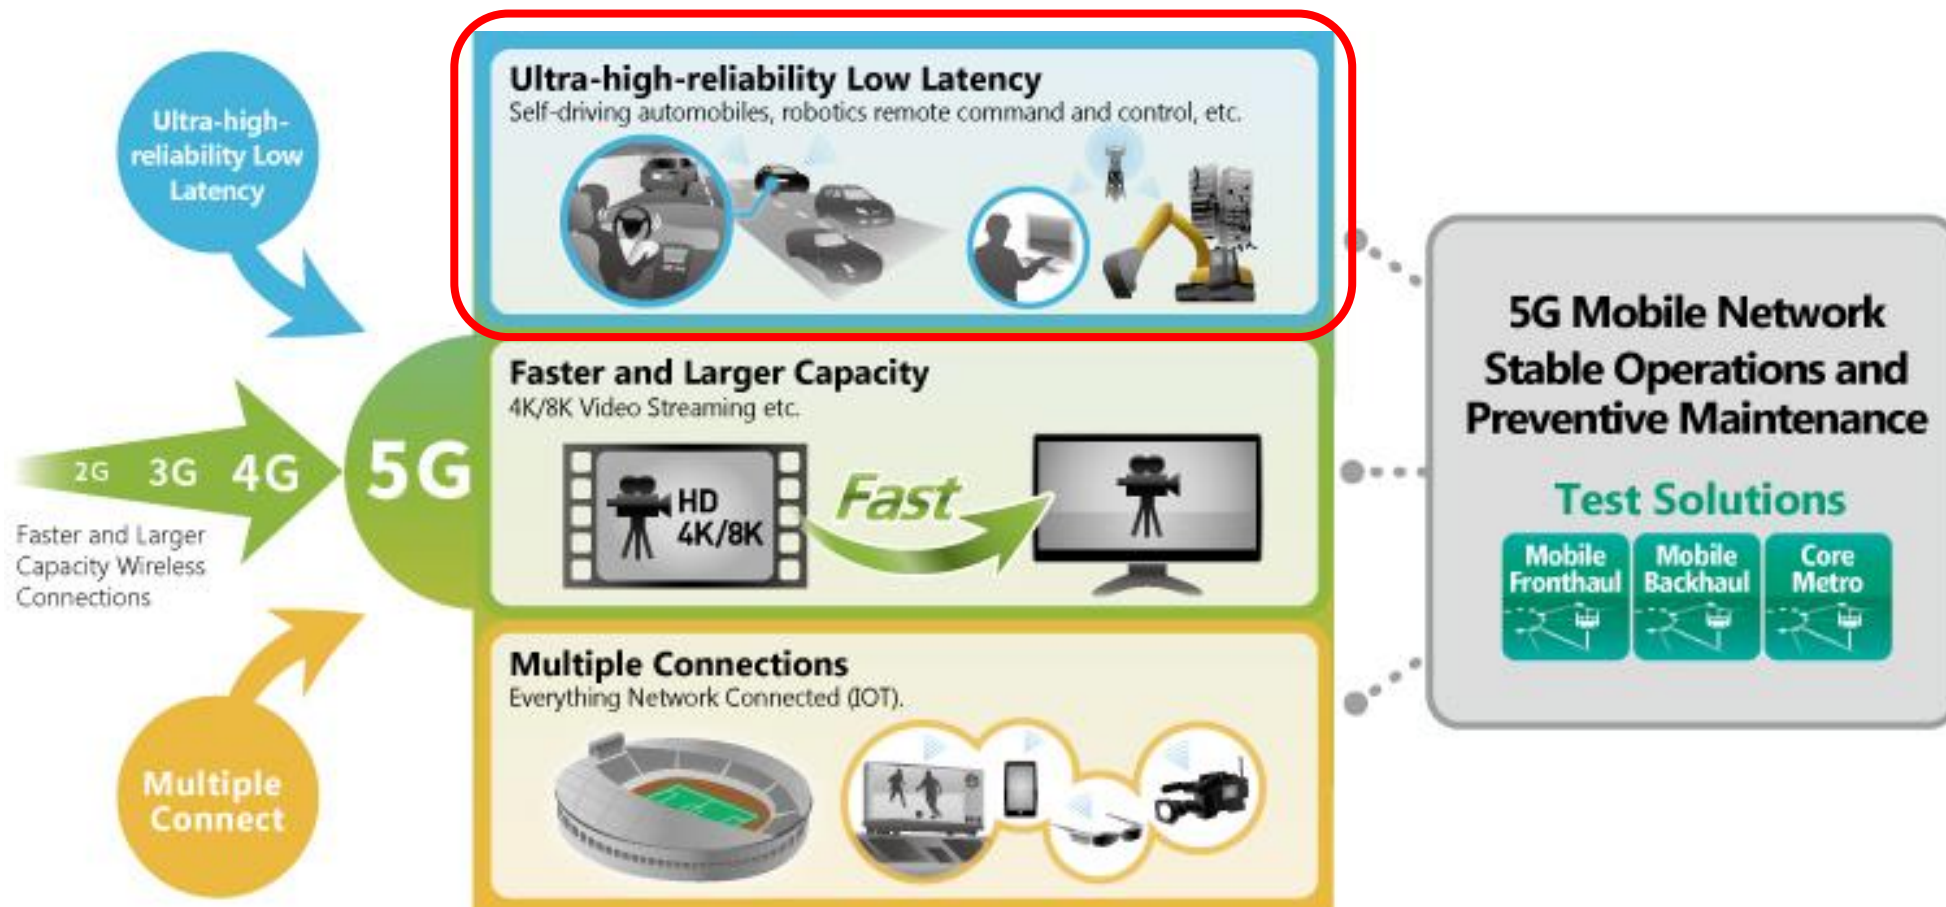 Ultra-high-
reliability Low
Latency
2G 3G 4G 5G
Faster and Larger
Capacity Wireless
Connections
Multiple
Connect
Ultra-high-reliability Low Latency
Self-driving automobiles, robotics remote command and control, etc.
Faster and Larger Capacity
4K/8K Video Streaming etc.
HD
4K/8K
Fast
Multiple Connections
Everything Network Connected (IOT).
5G Mobile Network
Stable Operations and
Preventive Maintenance
Test Solutions
Mobile
Fronthaul
Mobile
Backhaul
Core
Metro